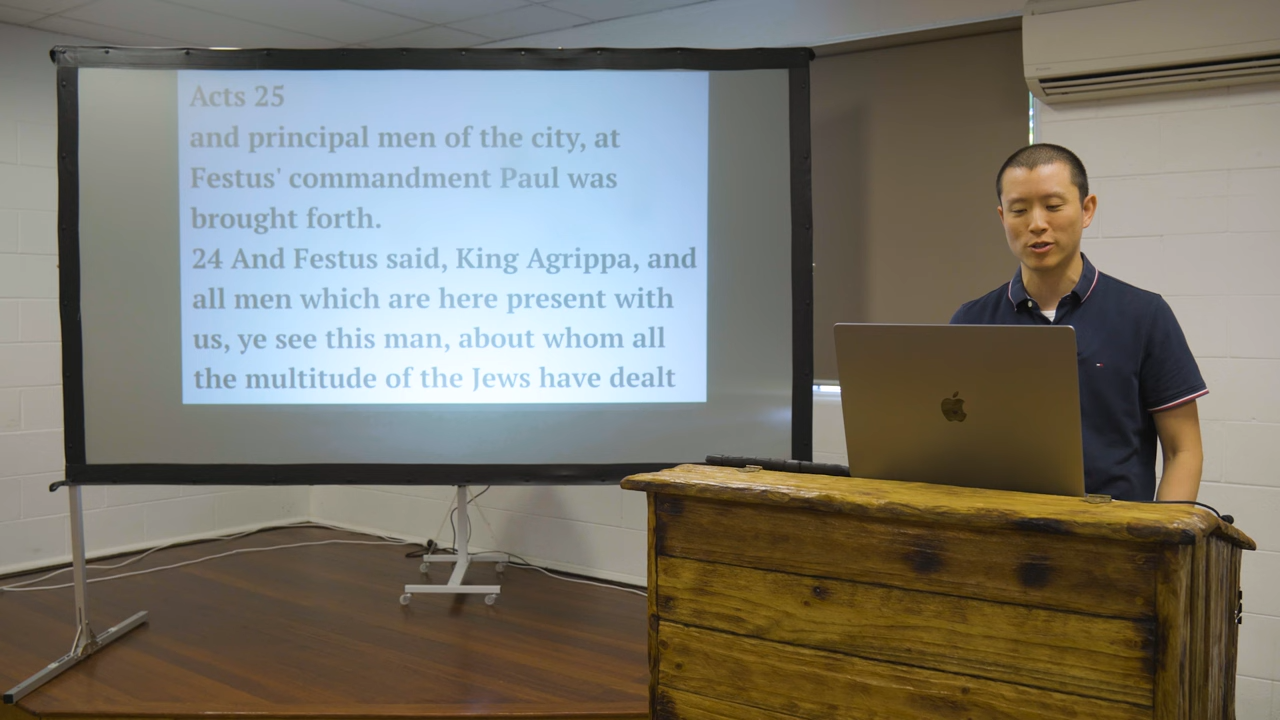 Acts 25
and principal men of the city, at
Festus' commandment Paul was
brought forth.
24 And Festus said, King Agrippa, and
all men which are here present with
us, ye see this man, about whom all
the multitude of the Jews have dealt